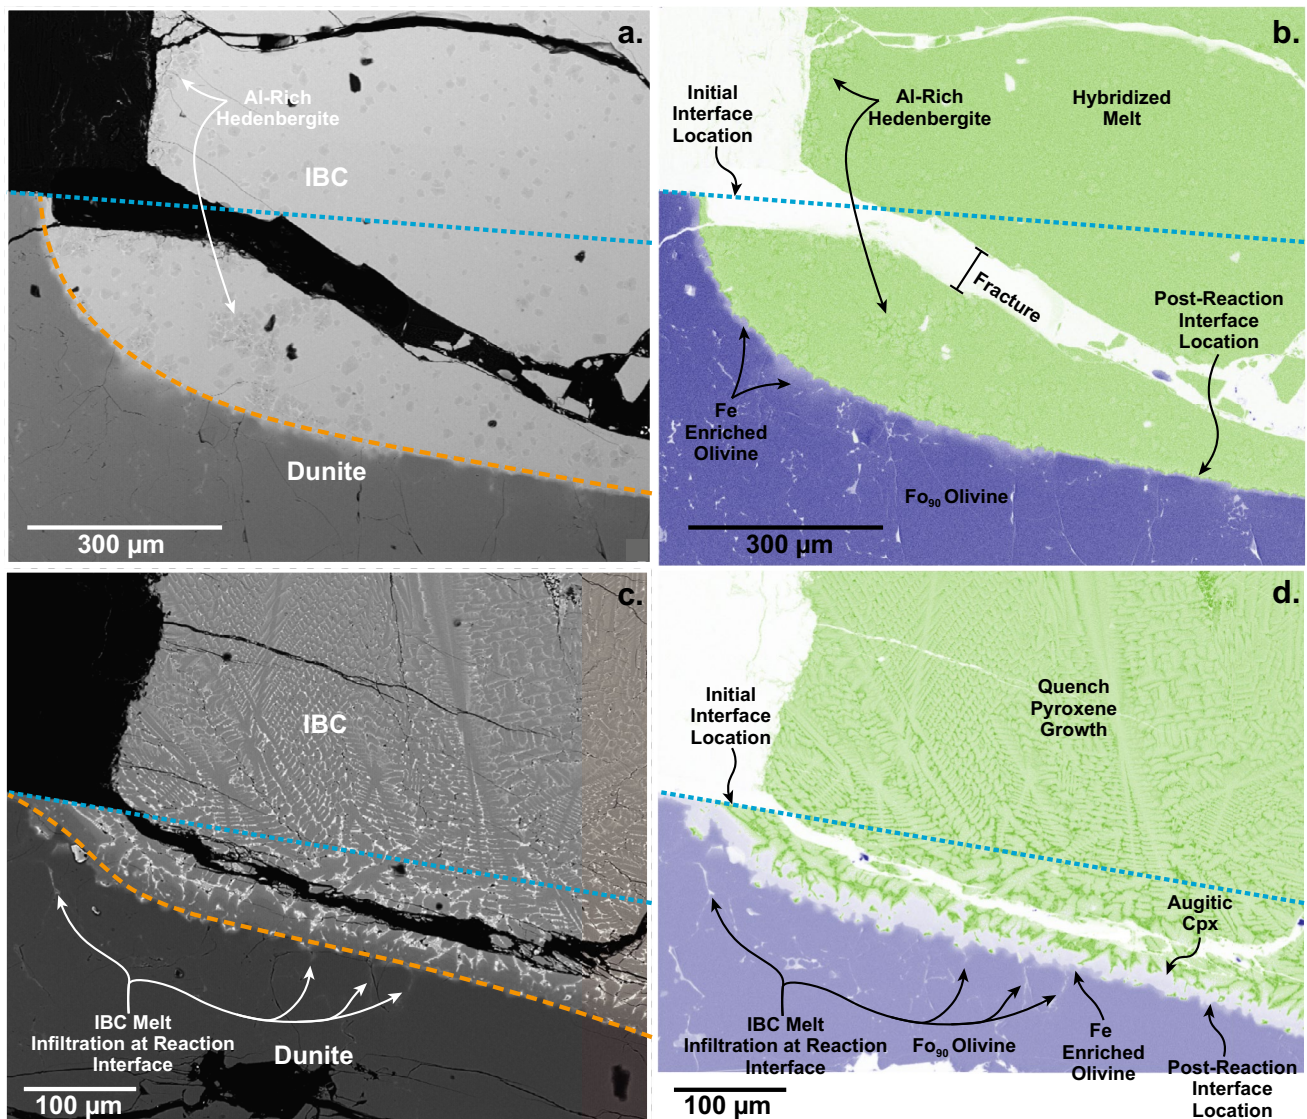 a.
Al-Rich
Hedenbergite
IBC
Dunite
300 µm
b.
Initial
Interface
Location
Al-Rich
Hedenbergite
Hybridized
Melt
Fracture
Post-Reaction
Interface
Location
Fe
Enriched
Olivine
Fo90 Olivine
300 µm
c.
IBC
IBC Melt
Infiltration at Reaction
Interface
Dunite
100 µm
d.
Initial
Interface
Location
Quench
Pyroxene
Growth
Augitic
Cpx
IBC Melt
Infiltration at Reaction
Interface
Fo90 Olivine
Fe
Enriched
Olivine
Post-Reaction
Interface
Location
100 µm